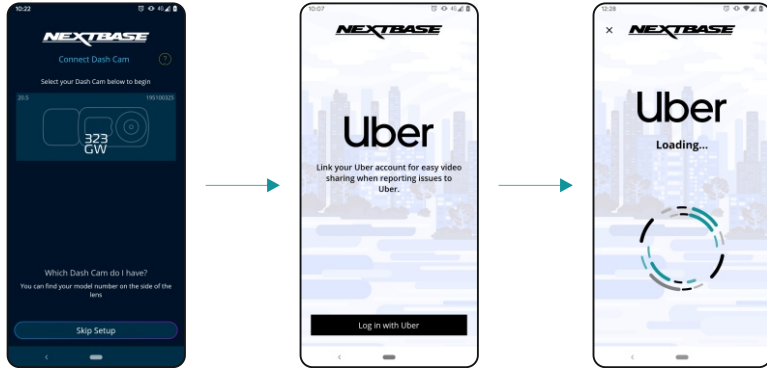 10:22
4G
NEXTBASE
Connect Dash Cam
?
Select your Dash Cam below to begin
20.5 195100325
323
GW
Which Dash Cam do I have?
You can find your model number on the side of the
lens
Skip Setup
10:07
4G
NEXTBASE
Uber
Link your Uber account for easy video
sharing when reporting issues to
Uber.
Log in with Uber
12:28
NEXTBASE
Uber
Loading...